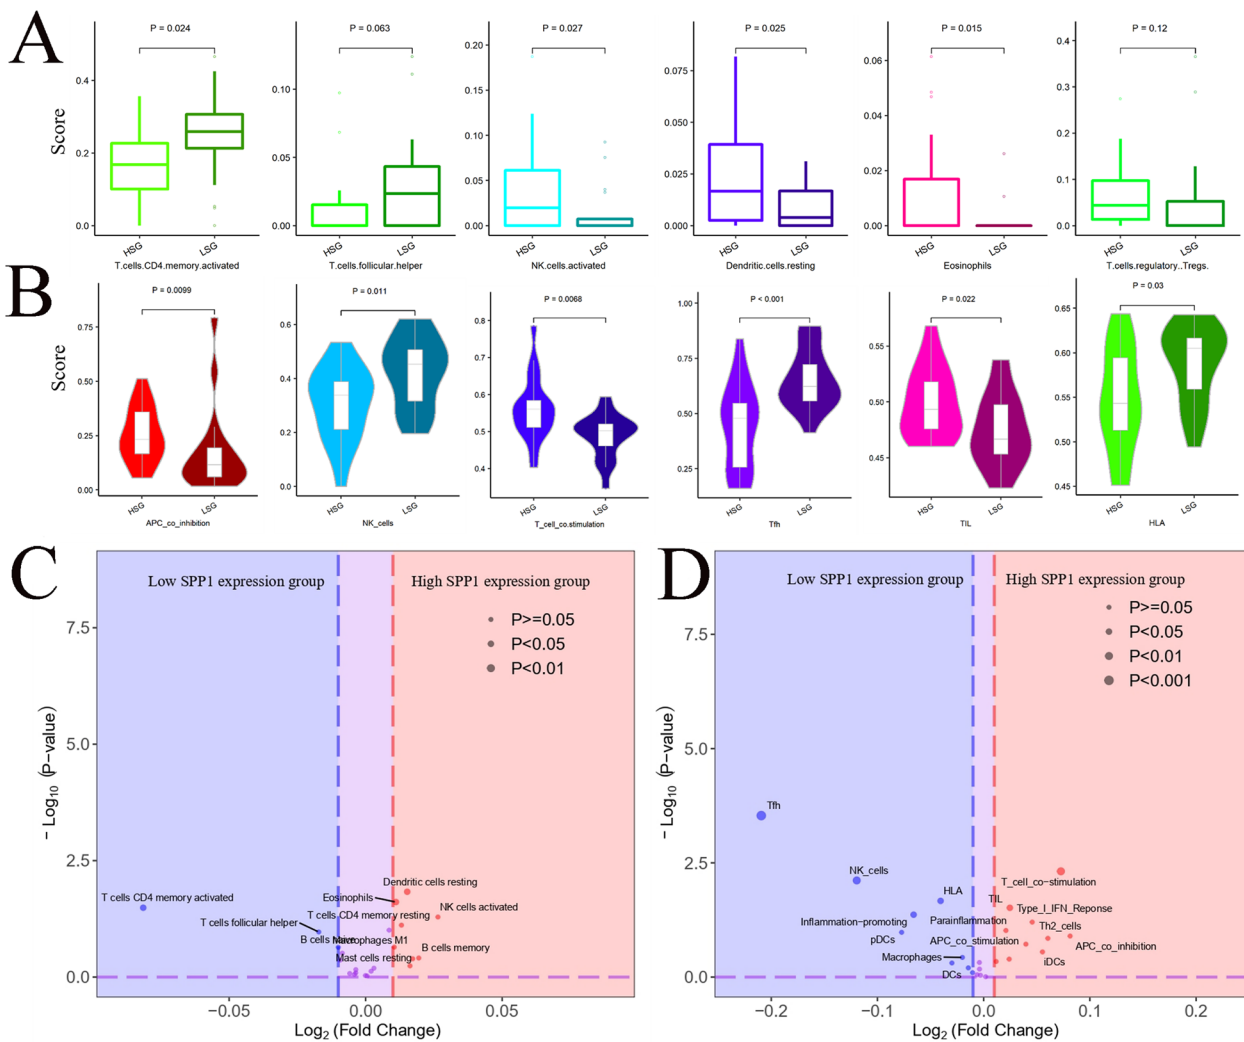 A
Score
P = 0.024
0.4
0.2
0.0
HSG
LSG
T.cells.CD4.memory.activated
P = 0.063
0.10
0.05
0.00
HSG
LSG
T.cells.follicular.helper
P = 0.027
0.20
0.15
0.10
0.05
0.00
HSG
LSG
NK.cells.activated
P = 0.025
0.075
0.050
0.025
0.000
HSG
LSG
Dendritic.cells.resting
P = 0.015
0.06
0.04
0.02
0.00
HSG
LSG
Eosinophils
P = 0.12
0.4
0.3
0.2
0.1
0.0
HSG
LSG
T.cells.regulatory..Tregs.
B
Score
P = 0.0099
0.75
0.50
0.25
0.00
HSG
LSG
APC_co_inhibition
P = 0.011
0.6
0.4
0.2
0.0
HSG
LSG
NK_cells
P = 0.0068
0.8
0.7
0.6
0.5
0.4
HSG
LSG
T_cell_co.stimulation
P < 0.001
1.00
0.75
0.50
0.25
HSG
LSG
Tfh
P = 0.022
0.55
0.50
0.45
HSG
LSG
TIL
P = 0.03
0.65
0.60
0.55
0.50
0.45
HSG
LSG
HLA
C
Low SPP1 expression group
High SPP1 expression group
P>=0.05
P<0.05
P<0.01
7.5
5.0
2.5
0.0
− Log10 (P−value)
Dendritic cells resting
T cells CD4 memory activated
Eosinophils
NK cells activated
T cells CD4 memory resting
T cells follicular helper
Macrophages M1
B cells memory
Mast cells resting
−0.05
0.00
0.05
Log2 (Fold Change)
D
Low SPP1 expression group
High SPP1 expression group
P>=0.05
P<0.05
P<0.01
P<0.001
7.5
5.0
2.5
0.0
− Log10 (P−value)
Tfh
NK_cells
T_cell_co−stimulation
HLA
TIL
Type_I_IFN_Reponse
Inflammation−promoting
Parainflammation
Th2_cells
pDCs
APC_co_stimulation
APC_co_inhibition
Macrophages
iDCs
DCs
−0.2
−0.1
0.0
0.1
0.2
Log2 (Fold Change)